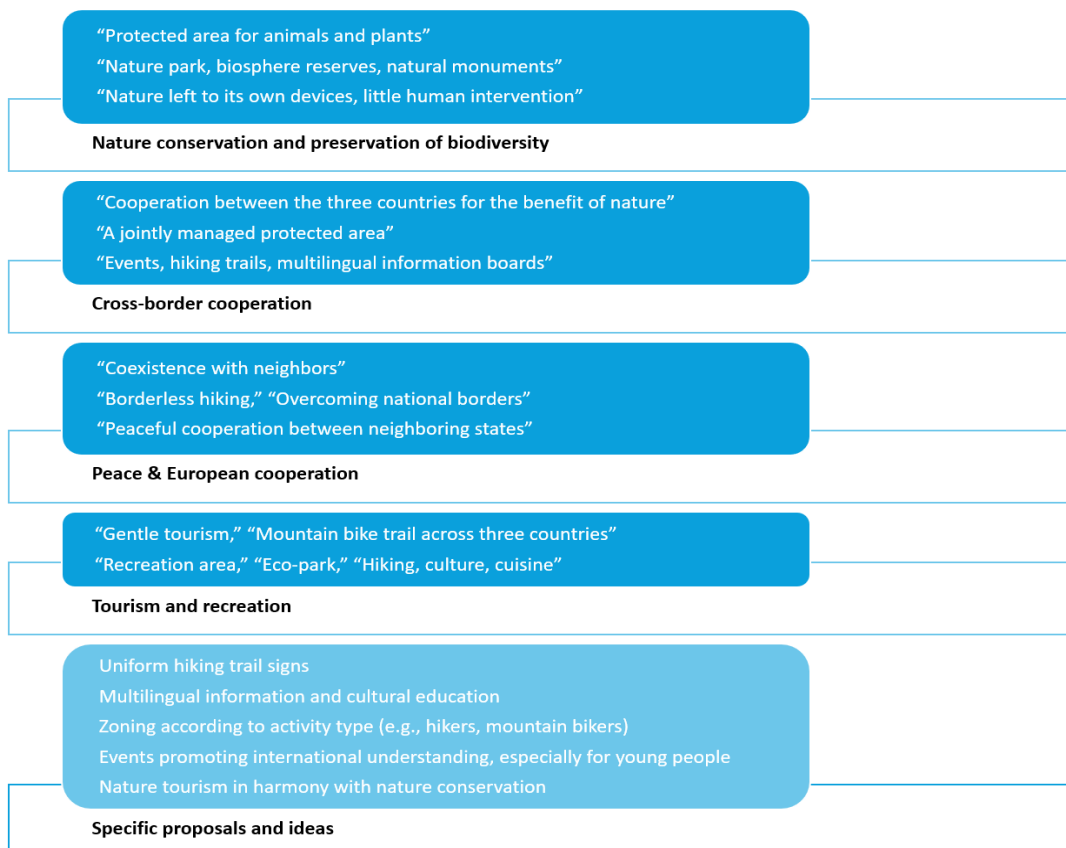 “Protected area for animals and plants”
“Nature park, biosphere reserves, natural monuments”
“Nature left to its own devices, little human intervention”
Nature conservation and preservation of biodiversity
“Cooperation between the three countries for the benefit of nature”
“A jointly managed protected area”
“Events, hiking trails, multilingual information boards”
Cross-border cooperation
“Coexistence with neighbors”
“Borderless hiking,” “Overcoming national borders”
“Peaceful cooperation between neighboring states”
Peace & European cooperation
“Gentle tourism,” “Mountain bike trail across three countries”
“Recreation area,” “Eco-park,” “Hiking, culture, cuisine”
Tourism and recreation
Uniform hiking trail signs
Multilingual information and cultural education
Zoning according to activity type (e.g., hikers, mountain bikers)
Events promoting international understanding, especially for young people
Nature tourism in harmony with nature conservation
Specific proposals and ideas